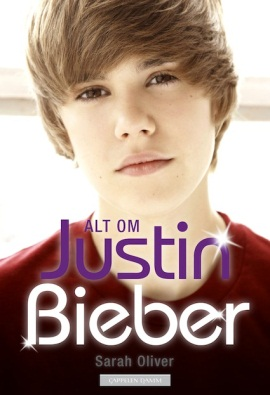 ALT OM
Justin
Bieber
Sarah Oliver
CAPPELEN DAMM